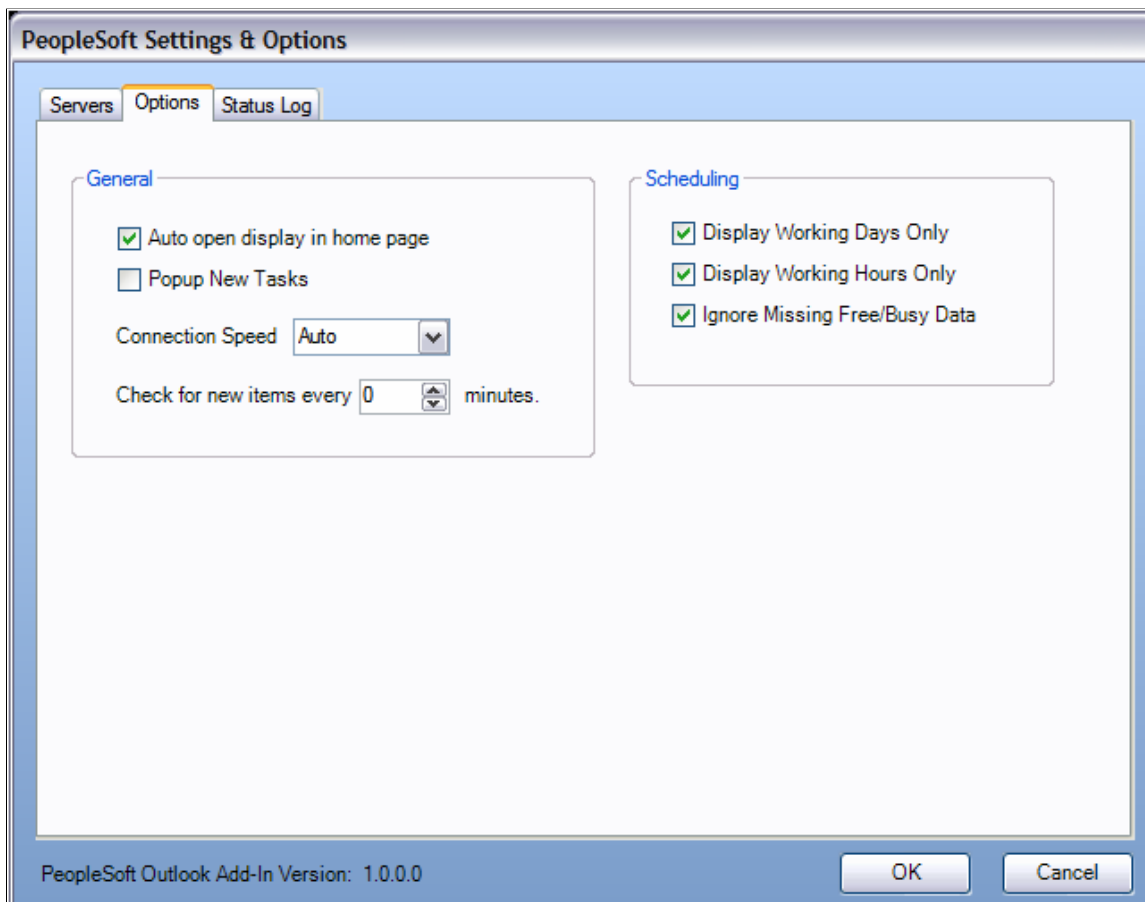 PeopleSoft Settings & Options
Servers Options Status Log
General
Auto open display in home page
Popup New Tasks
Connection Speed Auto
Check for new items every 0 minutes.
Scheduling
Display Working Days Only
Display Working Hours Only
Ignore Missing Free/Busy Data
PeopleSoft Outlook Add-In Version: 1.0.0.0
OK Cancel